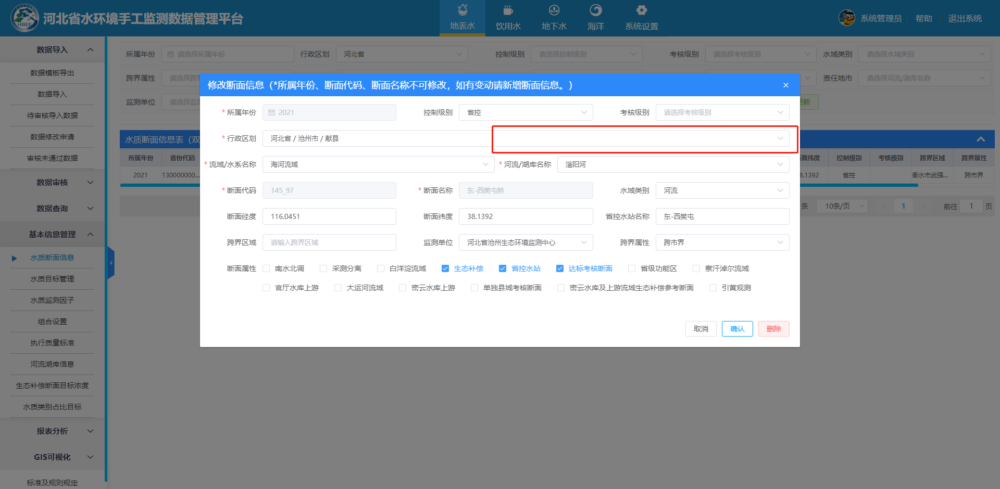 HBEE
河北省水环境手工监测数据管理平台
地表水
饮用水
地下水
海洋
系统设置
系统管理员
帮助
退出系统
数据导入
数据模板导出
数据导入
待审核导入数据
数据修改申请
审核未通过数据
数据审核
数据查询
基本信息管理
水质断面信息
水质目标管理
水质监测因子
组合设置
执行质量标准
河流湖库信息
生态补偿断面目标浓度
水质类别占比目标
报表分析
GIS可视化
标准及规则规定
所属年份 请选择所属年份 行政区划 河北省 控制级别 请选择控制级别 考核级别 请选择考核级别 水域类别 请选择水域类别
跨界属性 请选择跨界 责任地市 请选择河流/湖库名称
监测单位 请选择监测 新
水质断面信息表（双
所属年份 省份代码 面纬度 控制级别 考核级别 跨界区域 跨界属性
2021 130000000... 8.1392 省控 衡水市武强... 跨市界
条 10条/页 1 前往 1 页
修改断面信息（*所属年份、断面代码、断面名称不可修改，如有变动请新增断面信息。）
* 所属年份 2021 控制级别 省控 考核级别 请选择考核级别
* 行政区划 河北省 / 沧州市 / 献县
* 流域/水系名称 海河流域 * 河流/湖库名称 滏阳河
* 断面代码 145_97 * 断面名称 东-西樊屯桥 水域类别 河流
断面经度 116.0451 断面纬度 38.1392 省控水站名称 东-西樊屯
跨界区域 请输入跨界区域 监测单位 河北省沧州生态环境监测中心 跨界属性 跨市界
断面属性 南水北调 采测分离 白洋淀流域 生态补偿 省控水站 达标考核断面 省级功能区 察汗淖尔流域
官厅水库上游 大运河流域 密云水库上游 单独县域考核断面 密云水库及上游流域生态补偿参考断面 引黄观测
取消 确认 删除